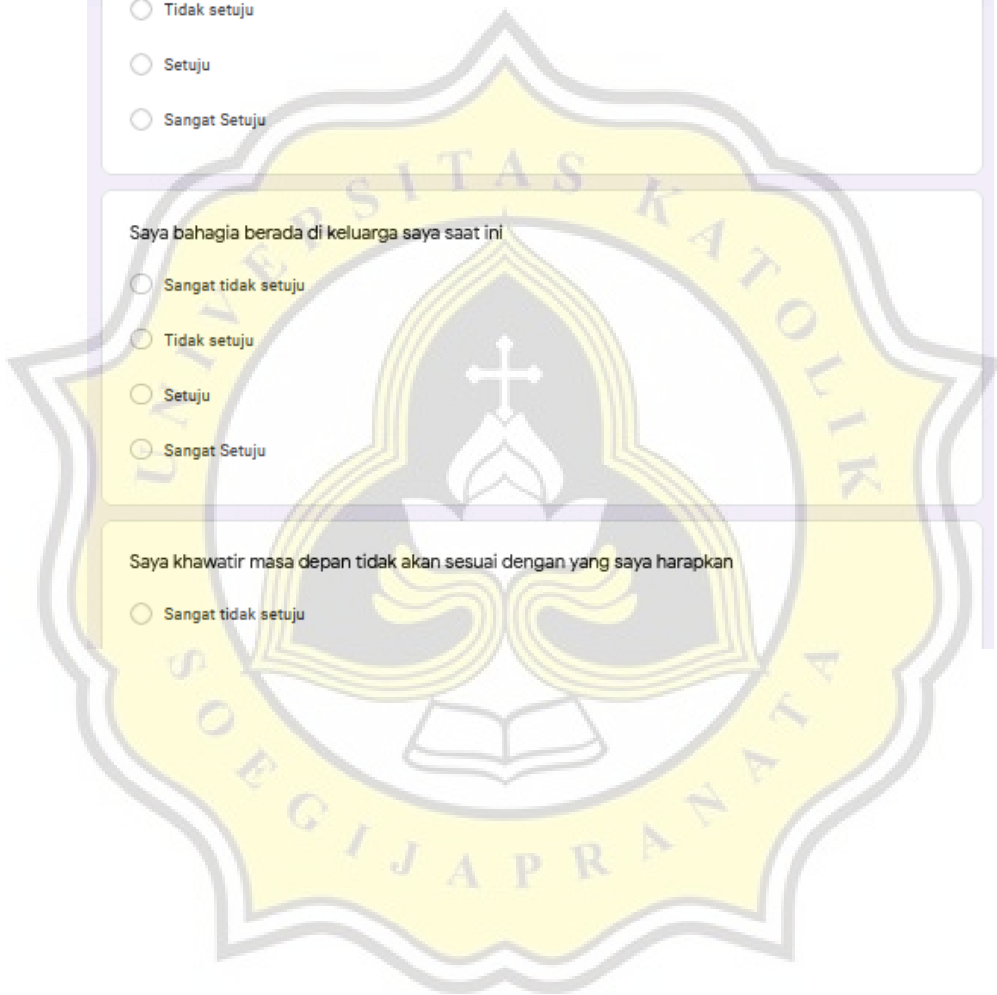 Tidak setuju
Setuju
Sangat Setuju
Saya bahagia berada di keluarga saya saat ini
Sangat tidak setuju
Tidak setuju
Setuju
Sangat Setuju
Saya khawatir masa depan tidak akan sesuai dengan yang saya harapkan
Sangat tidak setuju
UNIVERSITAS KATOLIK
SOEGIJAPRANATA